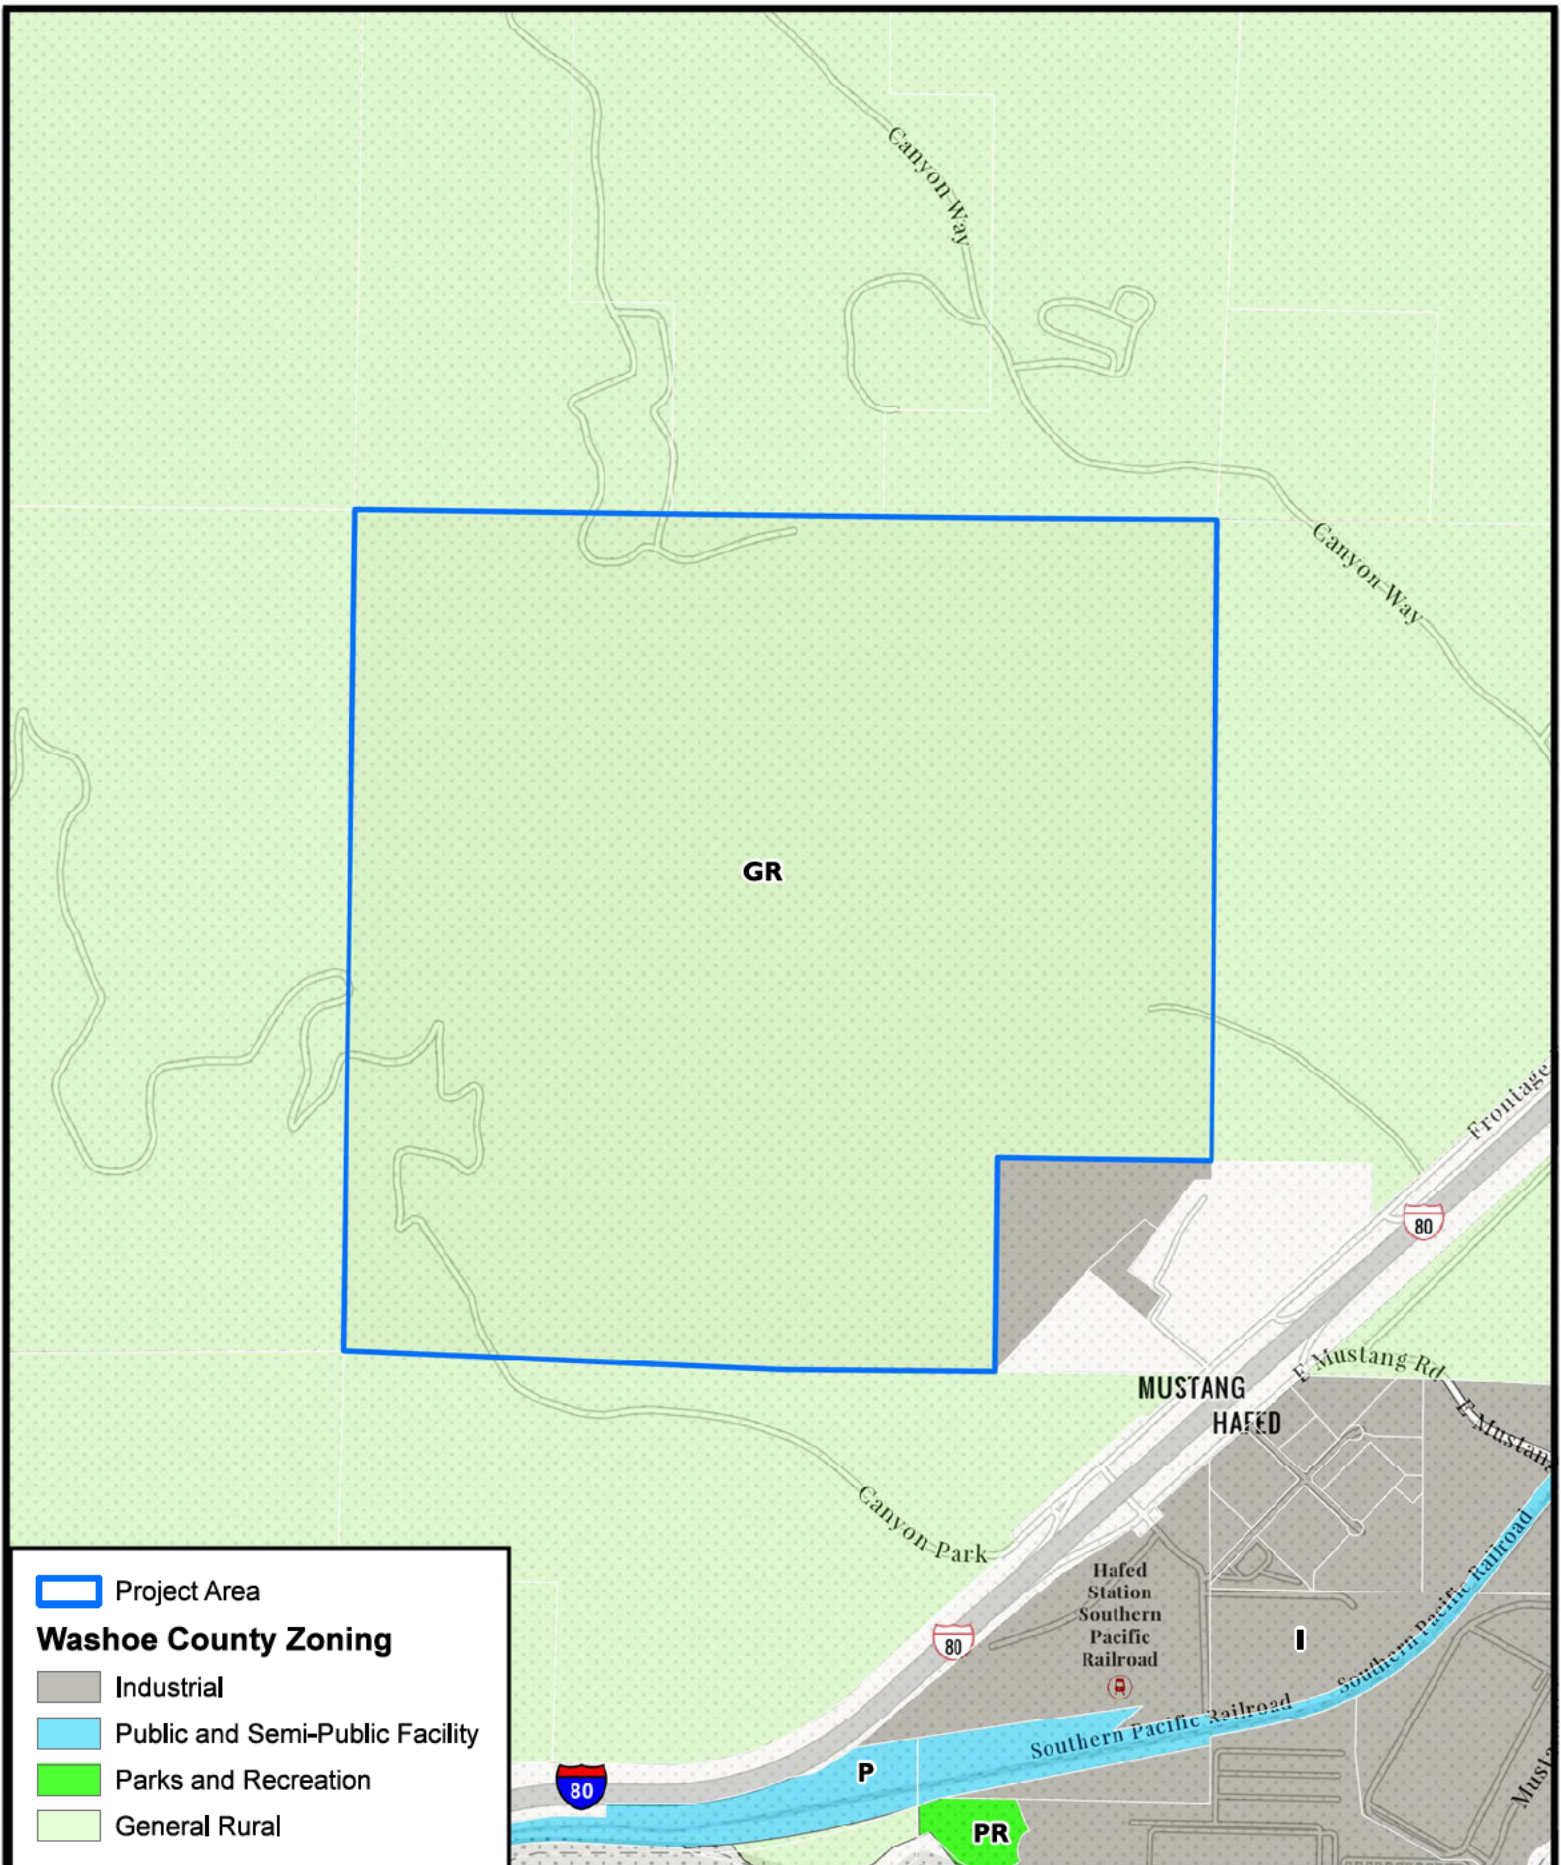 Canyon Way
Canyon Way
GR
Frontage
80
E Mustang Rd
MUSTANG
HAFED
E Mustang
Canyon Park
Hafed
Station
Southern
Pacific
Railroad
80
I
Southern Pacific Railroad
Southern Pacific Railroad
P
80
PR
Musta
Project Area
Washoe County Zoning
Industrial
Public and Semi-Public Facility
Parks and Recreation
General Rural